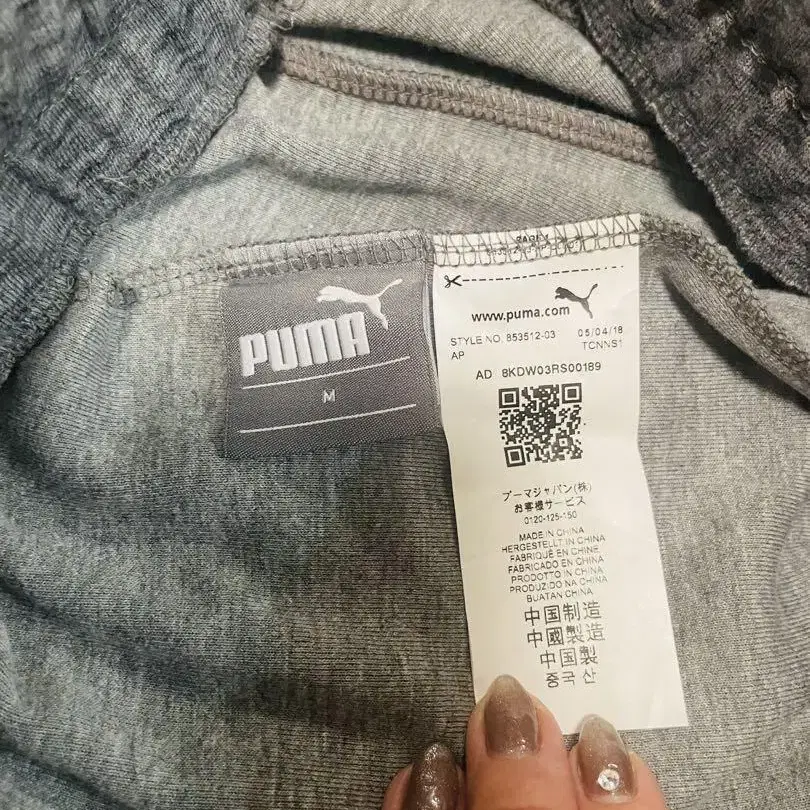 PUMA
M
www.puma.com
STYLE NO. 853512-03 05/04/18
AP TCNNS1
AD 8KDW03RS00189
プーマジャパン(株)
お客様サービス
0120-125-150
MADE IN CHINA
HERGESTELLT IN CHINA
FABRIQUÉ EN CHINE
FABRICADO EN CHINA
PRODOTTO IN CHINA
PRODUZIDO NA CHINA
BUATAN CHINA
中国制造
中國製造
中国製
중국 산